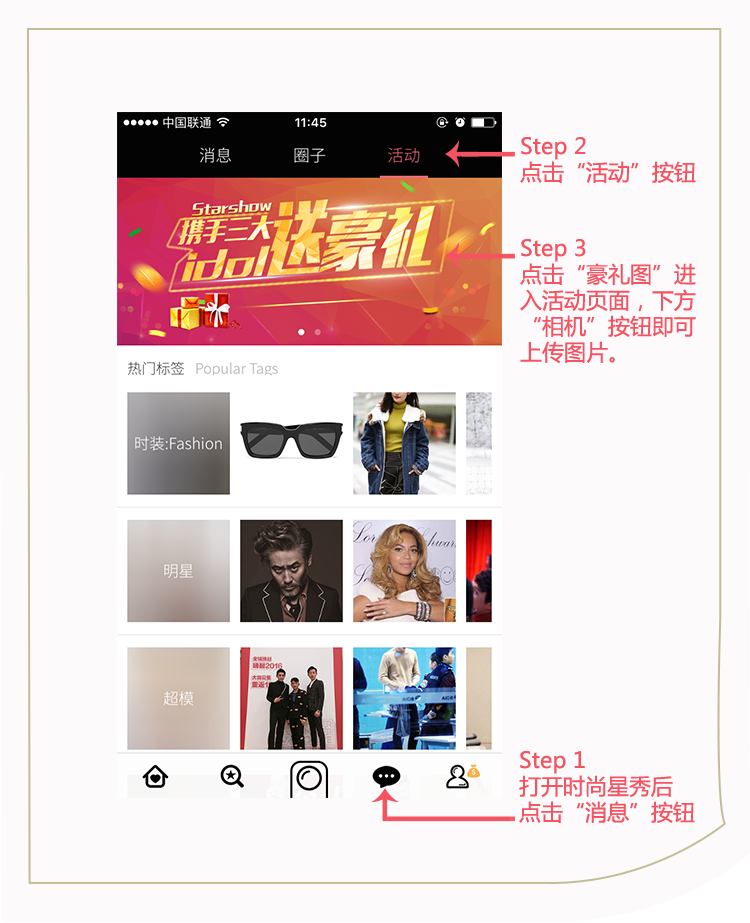 中国联通
11:45
消息
圈子
活动
Step 2
点击“活动”按钮
Starshow
携手三大
idol
送豪礼
Step 3
点击“豪礼图”进
入活动页面，下方
“相机”按钮即可
上传图片。
热门标签 Popular Tags
时装:Fashion
明星
超模
Step 1
打开时尚星秀后
点击“消息”按钮